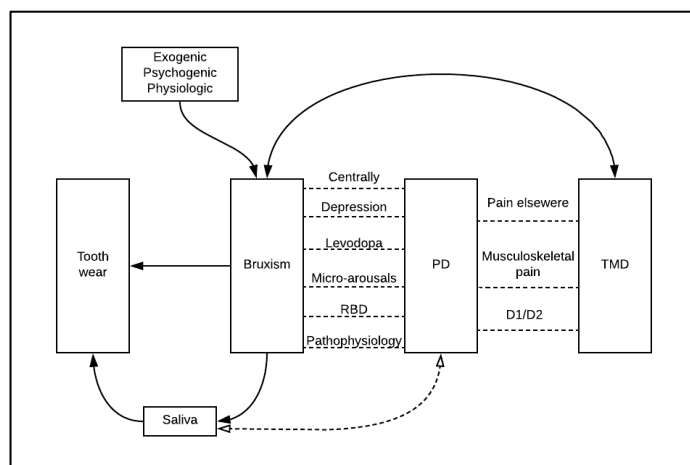 Exogenic
Psychogenic
Physiologic
Tooth
wear
Bruxism
Centrally
Depression
Levodopa
Micro-arousals
RBD
Pathophysiology
PD
Pain elsewere
Musculoskeletal
pain
D1/D2
TMD
Saliva